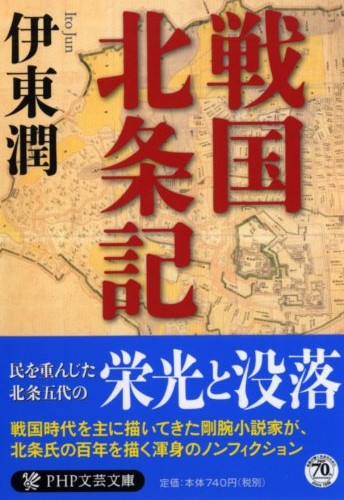 戦国
北条記
伊東潤
Ito Jun
民を重んじた
北条五代の
栄光と没落
戦国時代を主に描いてきた剛腕小説家が、
北条氏の百年を描く渾身のノンフィクション
PHP文芸文庫
定価:本体740円(税別)
70th